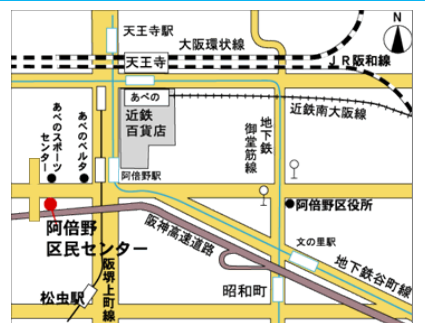 天王寺駅
大阪環状線
N
天王寺
JR阪和線
あべの
近鉄
百貨店
近鉄南大阪線
地下鉄
御堂筋線
あべのベルタ
あべのスポーツ
センター
阿倍野駅
阿倍野区役所
阿倍野
区民センター
阪神高速道路
文の里駅
地下鉄谷町線
昭和町
阪堺上町線
松虫駅